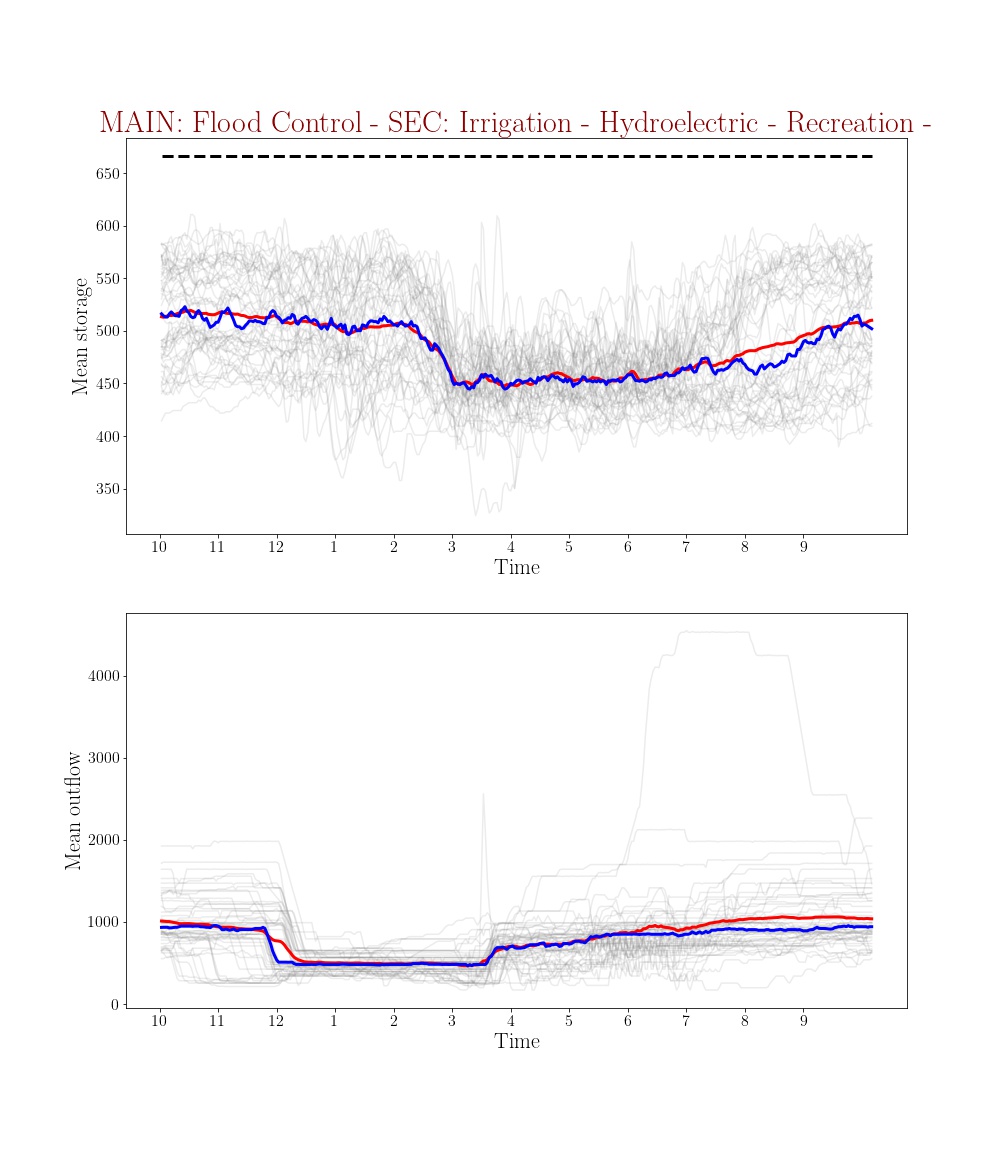 MAIN: Flood Control - SEC: Irrigation - Hydroelectric - Recreation -
650
600
550
500
450
400
350
Mean storage
10 11 12 1 2 3 4 5 6 7 8 9
Time
4000
3000
2000
1000
0
Mean outflow
10 11 12 1 2 3 4 5 6 7 8 9
Time